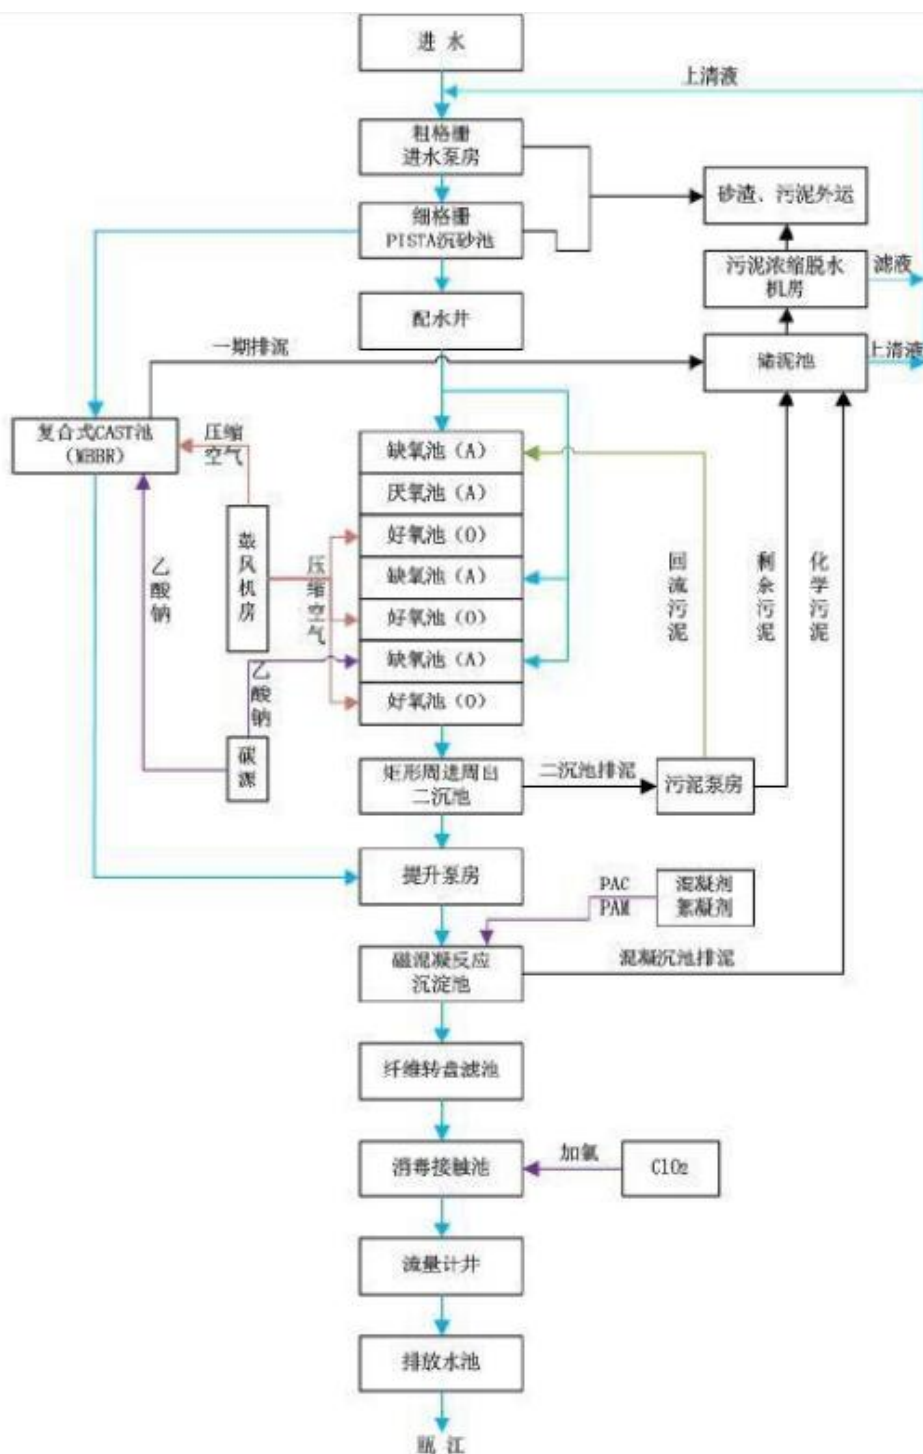 进 水
上清液
粗格栅
进水泵房
砂渣、污泥外运
细格栅
PISTA沉砂池
污泥浓缩脱水
机房
滤液
配水井
一期排泥
储泥池
上清液
复合式CAST池
(MBBR)
压缩
空气
缺氧池(A)
厌氧池(A)
好氧池(O)
缺氧池(A)
好氧池(O)
缺氧池(A)
好氧池(O)
鼓风机房
压缩空气
乙酸钠
乙酸钠
碳源
回流污泥
剩余污泥
化学污泥
矩形周进周出
二沉池
二沉池排泥
污泥泵房
提升泵房
PAC
PAM
混凝剂
絮凝剂
磁混凝反应
沉淀池
混凝沉池排泥
纤维转盘滤池
消毒接触池
加氯
ClO₂
流量计井
排放水池
瓯 江